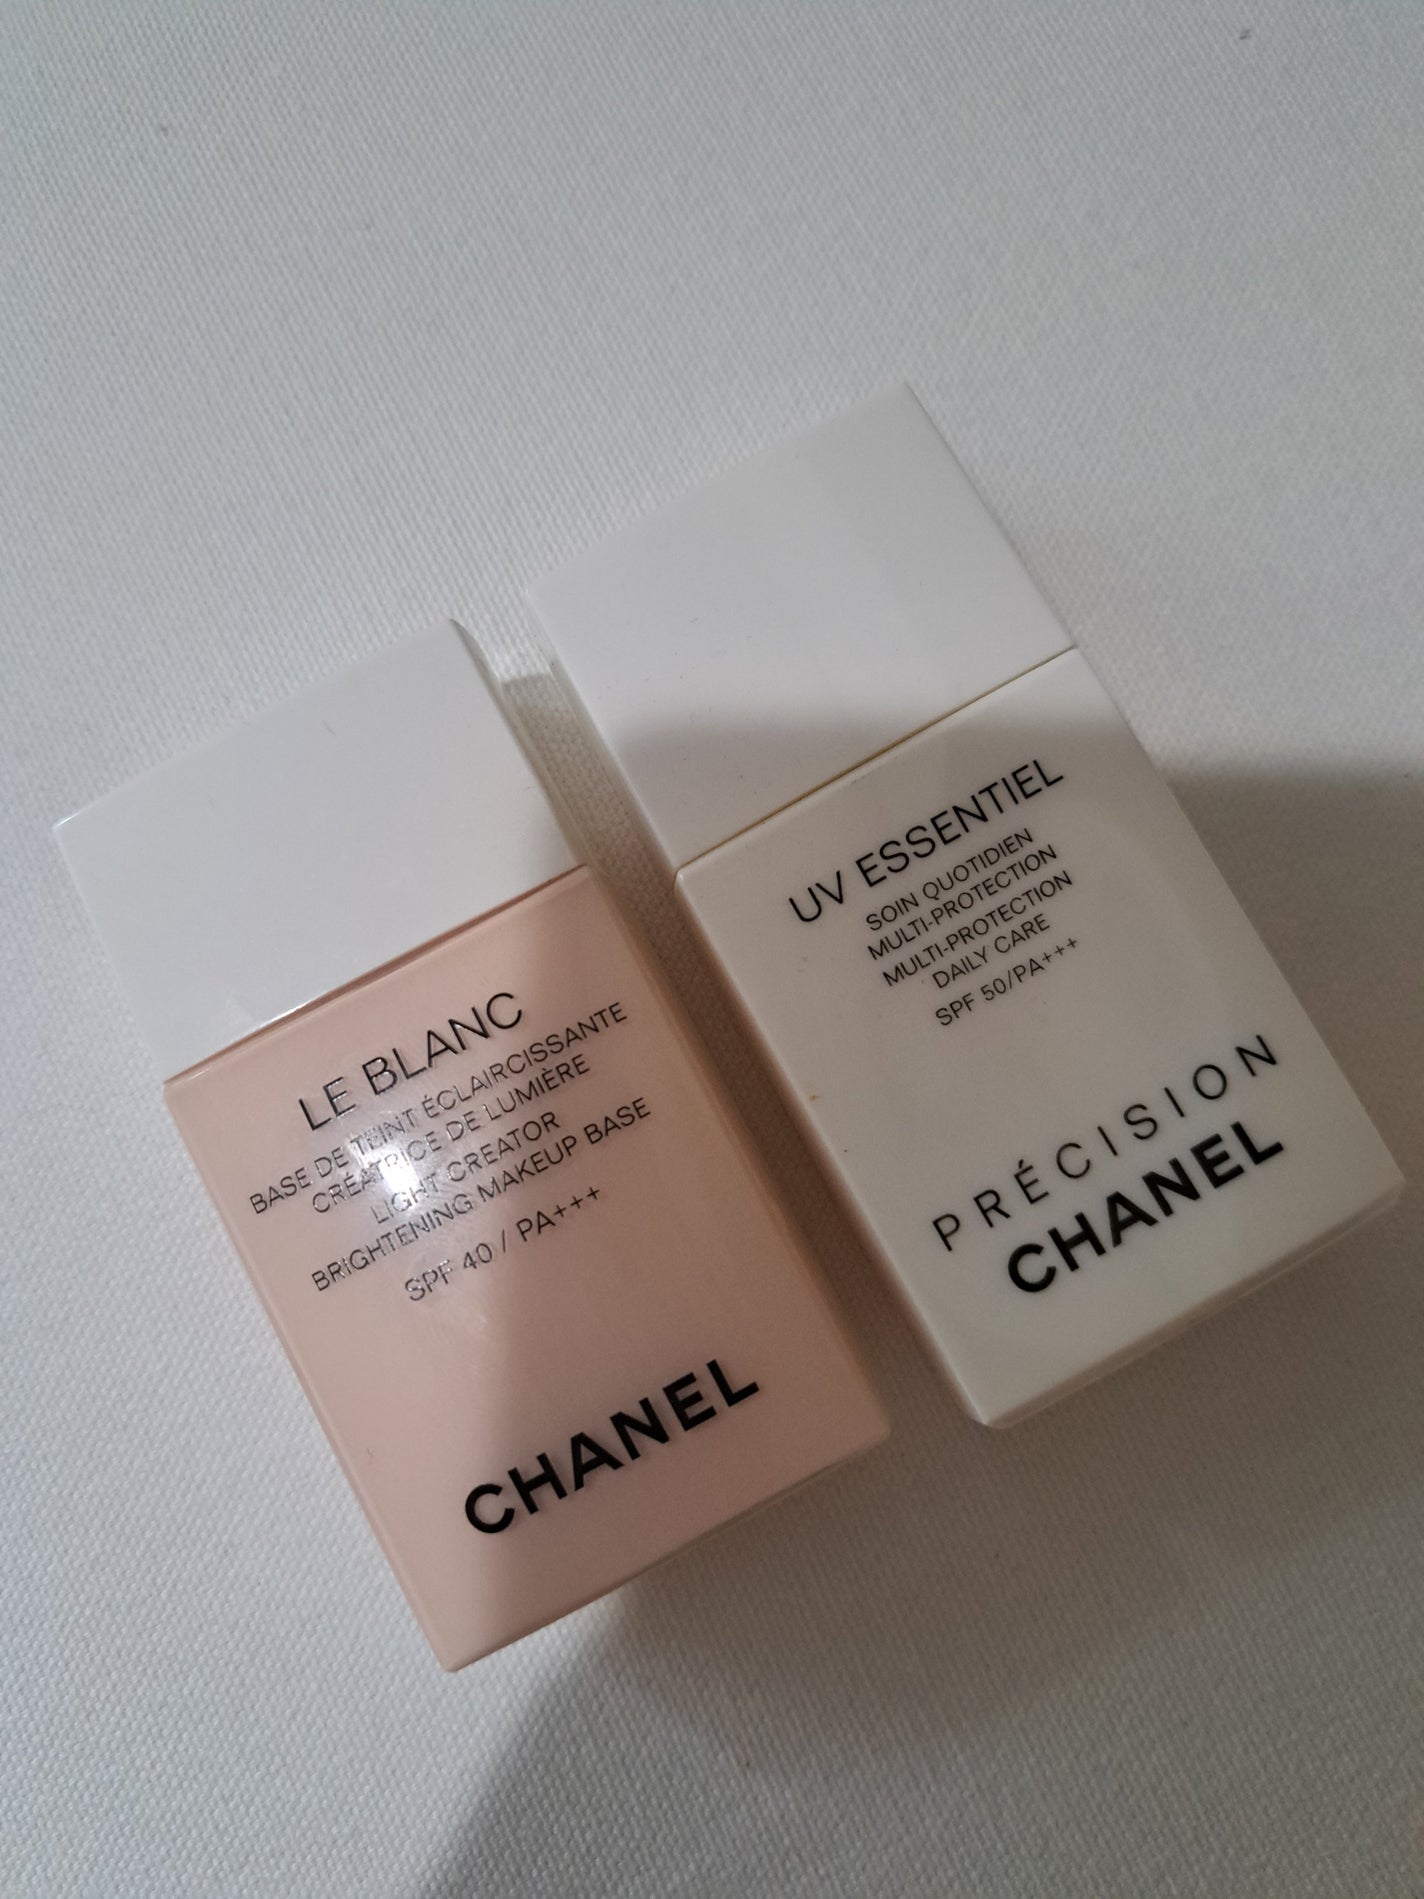 LE BLANC
BASE DE TEINT ÉCLAIRCISSANTE
CRÉATRICE DE LUMIÈRE
LIGHT CREATOR
BRIGHTENING MAKEUP BASE
SPF 40 / PA+++
CHANEL
UV ESSENTIEL
SOIN QUOTIDIEN
MULTI-PROTECTION
MULTI-PROTECTION
DAILY CARE
SPF 50/PA+++
PRÉCISION
CHANEL